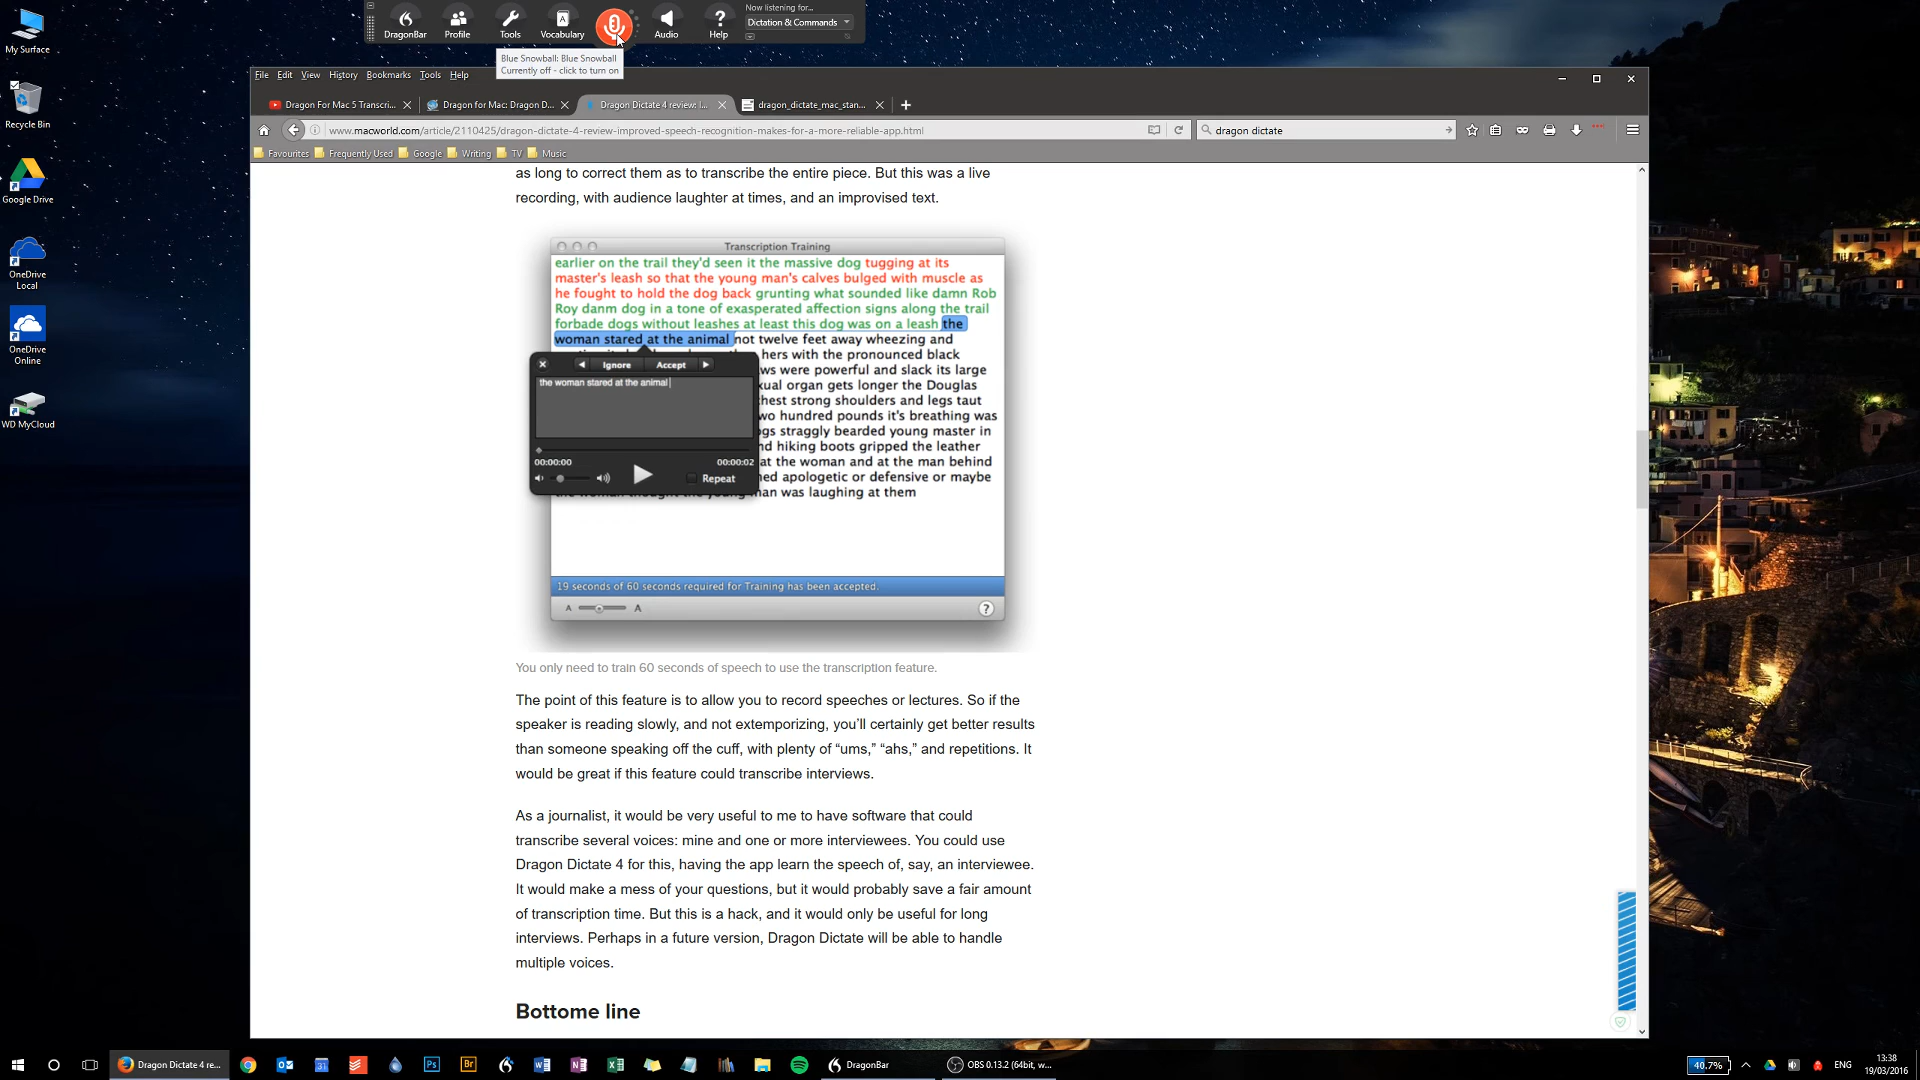 My Surface
Recycle Bin
Google Drive
OneDrive
Local
OneDrive
Online
WD MyCloud
DragonBar
Profile
Tools
Vocabulary
Audio
Help
Now listening for...
Dictation & Commands
Blue Snowball: Blue Snowball
Currently off - click to turn on
File Edit View History Bookmarks Tools Help
Dragon For Mac 5 Transcri...
Dragon for Mac: Dragon D...
Dragon Dictate 4 review: I...
dragon_dictate_mac_stan...
www.macworld.com/article/2110425/dragon-dictate-4-review-improved-speech-recognition-makes-for-a-more-reliable-app.html
dragon dictate
Favourites Frequently Used Google Writing TV Music
as long to correct them as to transcribe the entire piece. But this was a live
recording, with audience laughter at times, and an improvised text.
Transcription Training
earlier on the trail they'd seen it the massive dog tugging at its
master's leash so that the young man's calves bulged with muscle as
he fought to hold the dog back grunting what sounded like damn Rob
Roy danm dog in a tone of exasperated affection signs along the trail
forbade dogs without leashes at least this dog was on a leash the
woman stared at the animal not twelve feet away wheezing and
hers with the pronounced black
aws were powerful and slack its large
xual organ gets longer the Douglas
chest strong shoulders and legs taut
wo hundred pounds it's breathing was
ogs straggly bearded young master in
nd hiking boots gripped the leather
at the woman and at the man behind
ned apologetic or defensive or maybe
the woman thought the young man was laughing at them
Ignore Accept
the woman stared at the animal
00:00:00 00:00:02
Repeat
19 seconds of 60 seconds required for Training has been accepted.
A A ?
You only need to train 60 seconds of speech to use the transcription feature.
The point of this feature is to allow you to record speeches or lectures. So if the
speaker is reading slowly, and not extemporizing, you'll certainly get better results
than someone speaking off the cuff, with plenty of “ums,” “ahs,” and repetitions. It
would be great if this feature could transcribe interviews.
As a journalist, it would be very useful to me to have software that could
transcribe several voices: mine and one or more interviewees. You could use
Dragon Dictate 4 for this, having the app learn the speech of, say, an interviewee.
It would make a mess of your questions, but it would probably save a fair amount
of transcription time. But this is a hack, and it would only be useful for long
interviews. Perhaps in a future version, Dragon Dictate will be able to handle
multiple voices.
Bottome line
Dragon Dictate 4 re...
Ps
Br
DragonBar
OBS 0.13.2 (64bit, w...
40.7%
ENG
13:38
19/03/2016